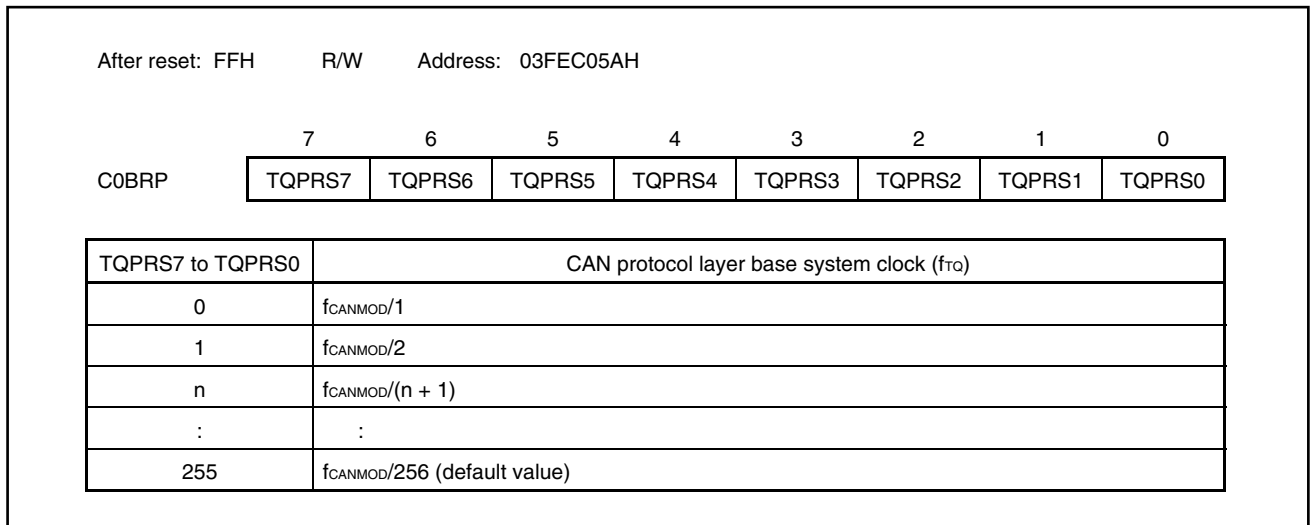 After reset: FFH R/W Address: 03FEC05AH
7 6 5 4 3 2 1 0
C0BRP TQPRS7 TQPRS6 TQPRS5 TQPRS4 TQPRS3 TQPRS2 TQPRS1 TQPRS0
TQPRS7 to TQPRS0 CAN protocol layer base system clock (fTQ)
0 fCANMOD/1
1 fCANMOD/2
n fCANMOD/(n + 1)
: :
255 fCANMOD/256 (default value)